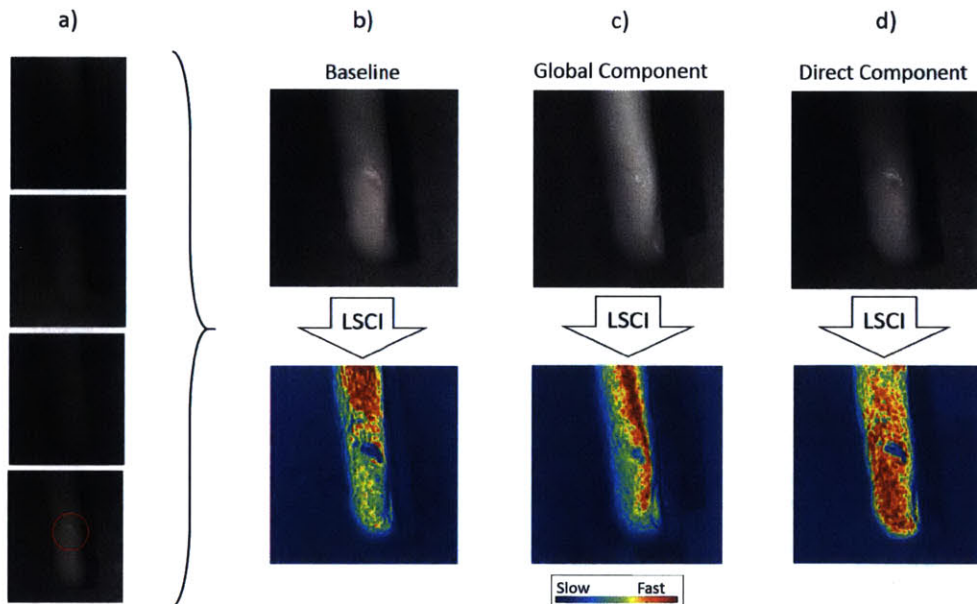 a)
b)
c)
d)
Baseline
Global Component
Direct Component
LSCI
LSCI
LSCI
Slow Fast